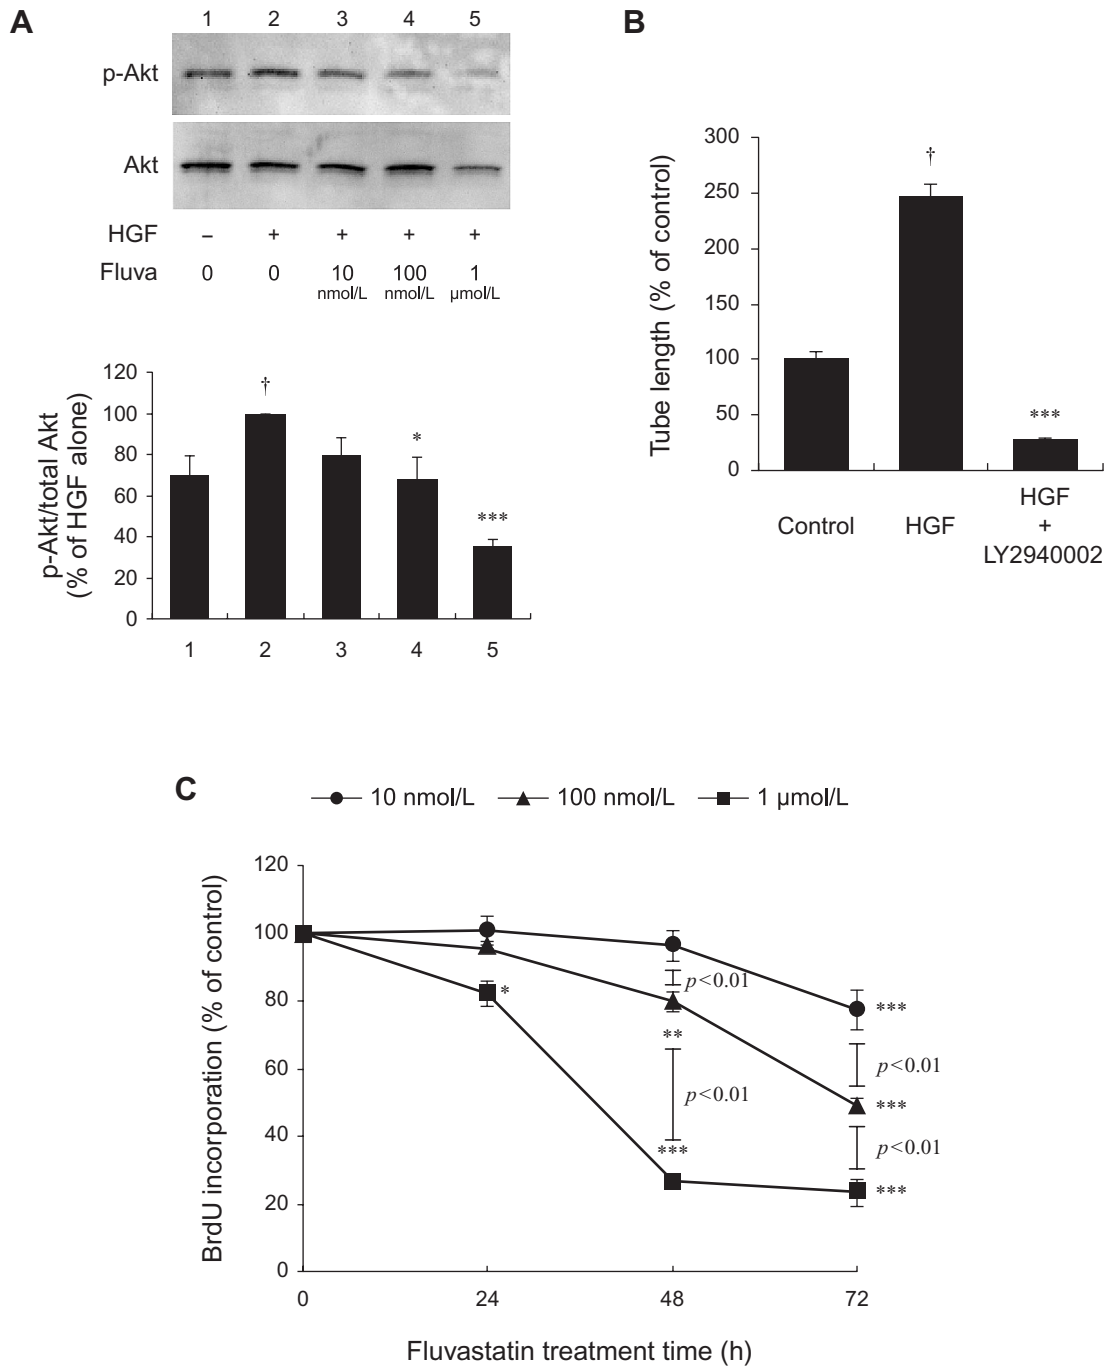 A
1 2 3 4 5
p-Akt
Akt
HGF – + + + +
Fluva 0 0 10 100 1
nmol/L nmol/L µmol/L
p-Akt/total Akt
(% of HGF alone)
120
100
80
60
40
20
0
†
*
***
1 2 3 4 5
B
Tube length (% of control)
300
250
200
150
100
50
0
†
***
Control HGF HGF
+
LY2940002
C
10 nmol/L 100 nmol/L 1 µmol/L
BrdU incorporation (% of control)
120
100
80
60
40
20
0
*
p<0.01
**
p<0.01
***
***
p<0.01
***
p<0.01
***
0 24 48 72
Fluvastatin treatment time (h)